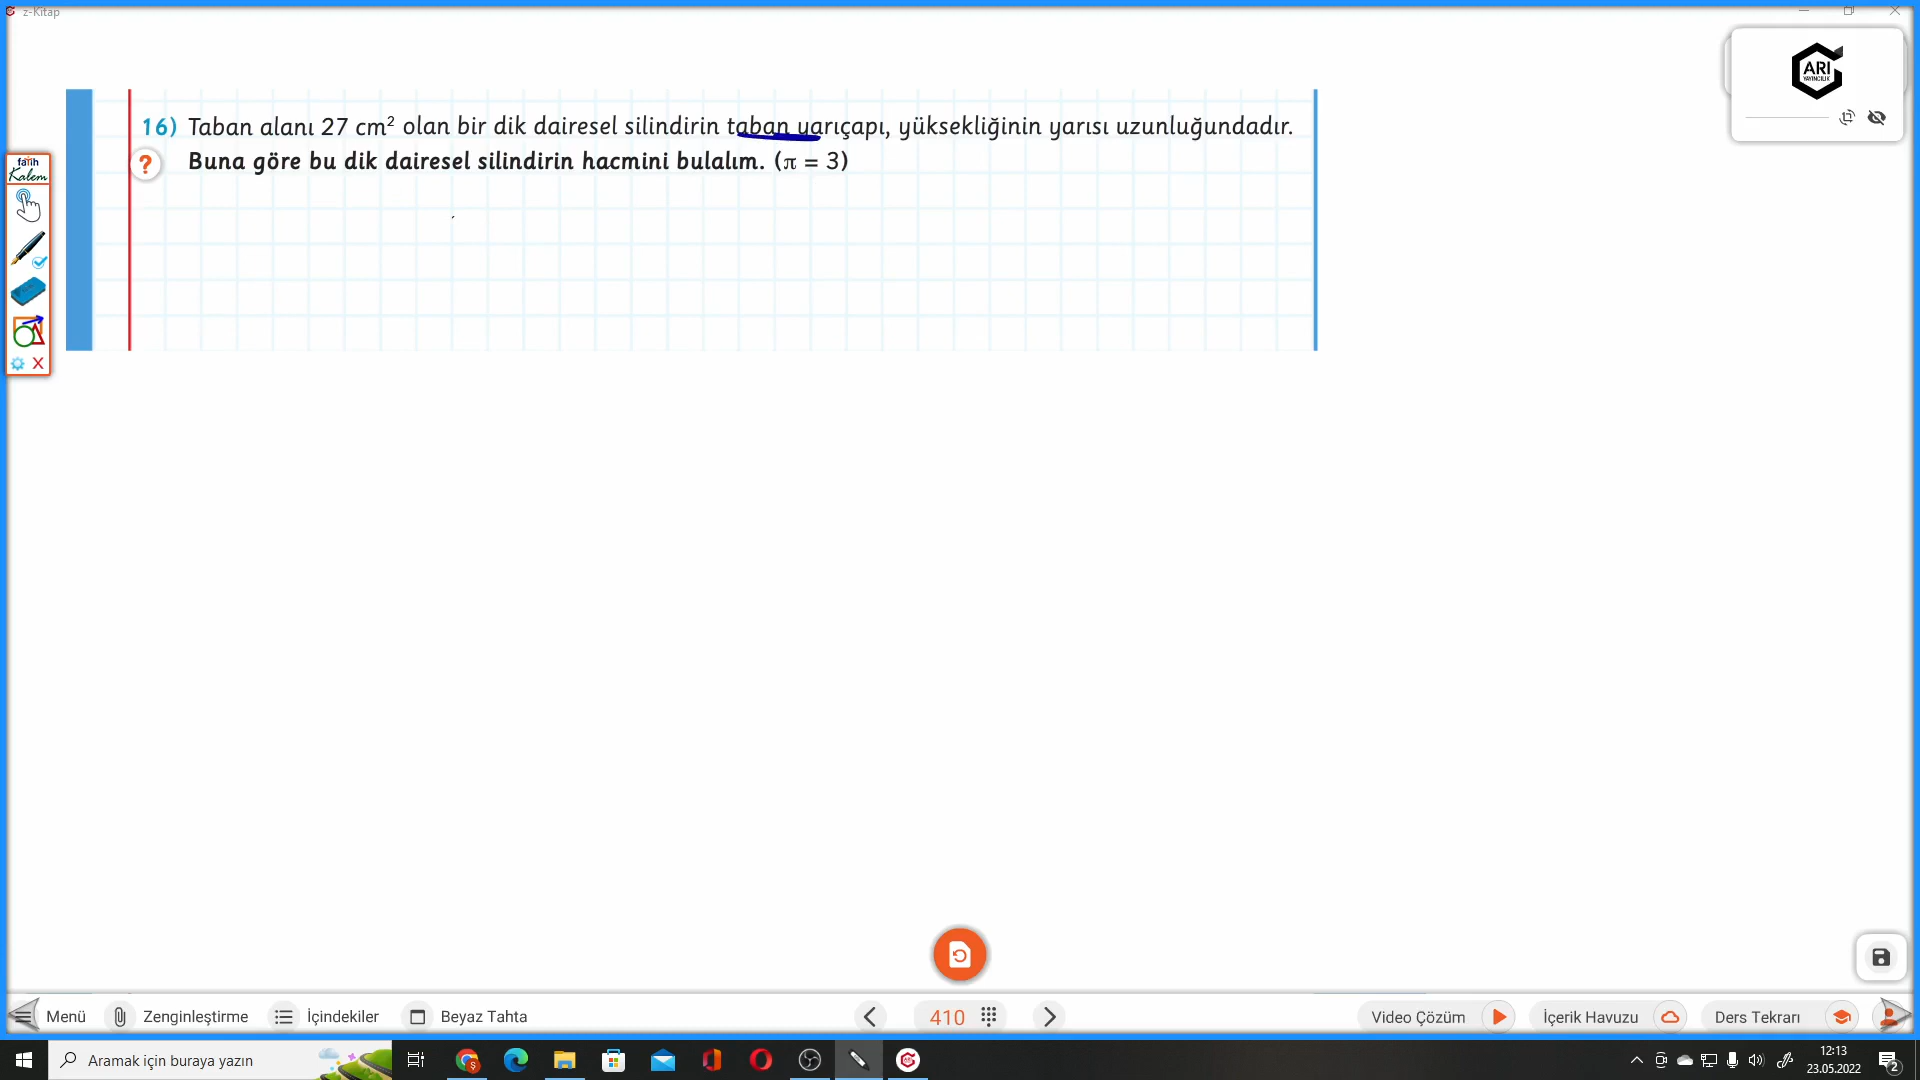 z-Kitap
ARI
YAYINCILIK
16) Taban alanı 27 cm² olan bir dik dairesel silindirin taban yarıçapı, yüksekliğinin yarısı uzunluğundadır.
? Buna göre bu dik dairesel silindirin hacmini bulalım. (π = 3)
fatih
Kalem
Menü Zenginleştirme İçindekiler Beyaz Tahta 410 Video Çözüm İçerik Havuzu Ders Tekrarı
Aramak için buraya yazın
12:13
23.05.2022
2